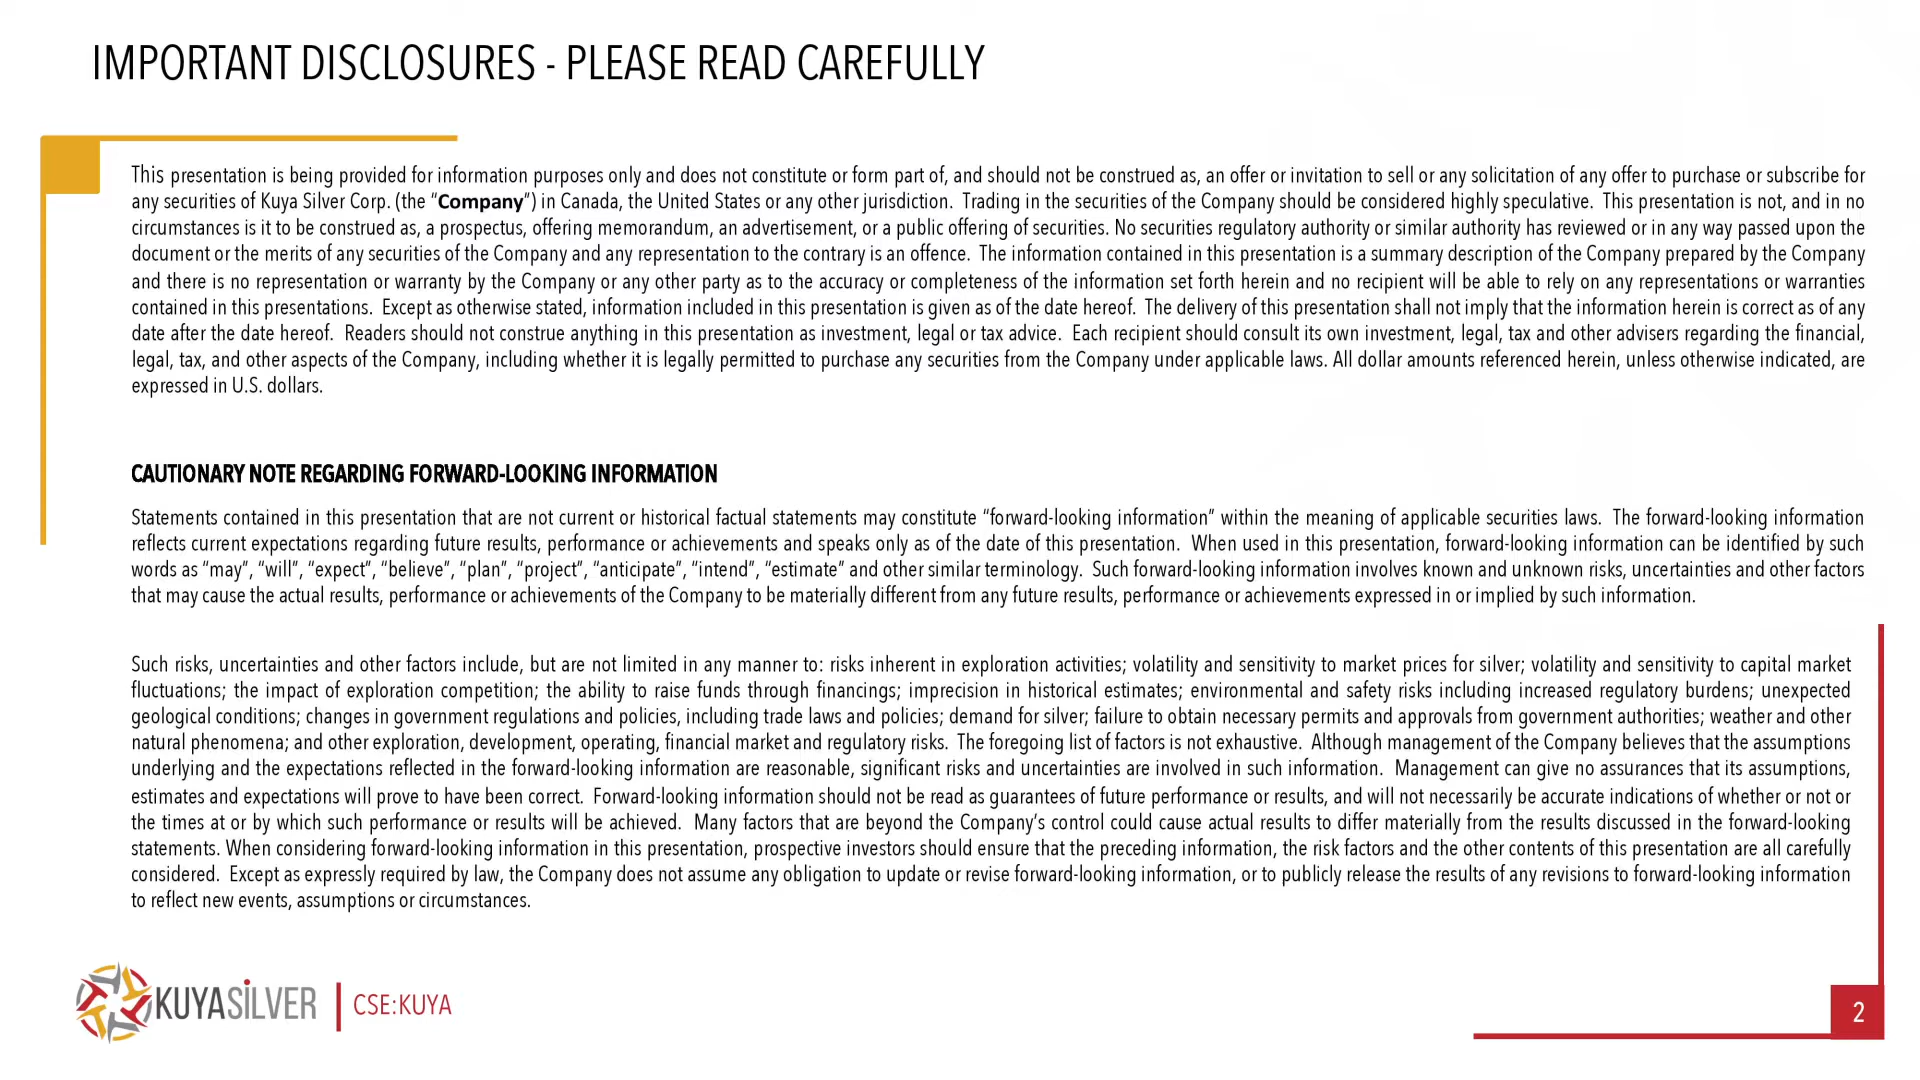 IMPORTANT DISCLOSURES - PLEASE READ CAREFULLY
This presentation is being provided for information purposes only and does not constitute or form part of, and should not be construed as, an offer or invitation to sell or any solicitation of any offer to purchase or subscribe for
any securities of Kuya Silver Corp. (the “Company”) in Canada, the United States or any other jurisdiction.  Trading in the securities of the Company should be considered highly speculative.  This presentation is not, and in no
circumstances is it to be construed as, a prospectus, offering memorandum, an advertisement, or a public offering of securities. No securities regulatory authority or similar authority has reviewed or in any way passed upon the
document or the merits of any securities of the Company and any representation to the contrary is an offence.  The information contained in this presentation is a summary description of the Company prepared by the Company
and there is no representation or warranty by the Company or any other party as to the accuracy or completeness of the information set forth herein and no recipient will be able to rely on any representations or warranties
contained in this presentations.  Except as otherwise stated, information included in this presentation is given as of the date hereof.  The delivery of this presentation shall not imply that the information herein is correct as of any
date after the date hereof.  Readers should not construe anything in this presentation as investment, legal or tax advice.  Each recipient should consult its own investment, legal, tax and other advisers regarding the financial,
legal, tax, and other aspects of the Company, including whether it is legally permitted to purchase any securities from the Company under applicable laws. All dollar amounts referenced herein, unless otherwise indicated, are
expressed in U.S. dollars.
CAUTIONARY NOTE REGARDING FORWARD-LOOKING INFORMATION
Statements contained in this presentation that are not current or historical factual statements may constitute “forward-looking information” within the meaning of applicable securities laws.  The forward-looking information
reflects current expectations regarding future results, performance or achievements and speaks only as of the date of this presentation.  When used in this presentation, forward-looking information can be identified by such
words as “may”, “will”, “expect”, “believe”, “plan”, “project”, “anticipate”, “intend”, “estimate” and other similar terminology.  Such forward-looking information involves known and unknown risks, uncertainties and other factors
that may cause the actual results, performance or achievements of the Company to be materially different from any future results, performance or achievements expressed in or implied by such information.
Such risks, uncertainties and other factors include, but are not limited in any manner to: risks inherent in exploration activities; volatility and sensitivity to market prices for silver; volatility and sensitivity to capital market
fluctuations; the impact of exploration competition; the ability to raise funds through financings; imprecision in historical estimates; environmental and safety risks including increased regulatory burdens; unexpected
geological conditions; changes in government regulations and policies, including trade laws and policies; demand for silver; failure to obtain necessary permits and approvals from government authorities; weather and other
natural phenomena; and other exploration, development, operating, financial market and regulatory risks.  The foregoing list of factors is not exhaustive.  Although management of the Company believes that the assumptions
underlying and the expectations reflected in the forward-looking information are reasonable, significant risks and uncertainties are involved in such information.  Management can give no assurances that its assumptions,
estimates and expectations will prove to have been correct.  Forward-looking information should not be read as guarantees of future performance or results, and will not necessarily be accurate indications of whether or not or
the times at or by which such performance or results will be achieved.  Many factors that are beyond the Company’s control could cause actual results to differ materially from the results discussed in the forward-looking
statements. When considering forward-looking information in this presentation, prospective investors should ensure that the preceding information, the risk factors and the other contents of this presentation are all carefully
considered.  Except as expressly required by law, the Company does not assume any obligation to update or revise forward-looking information, or to publicly release the results of any revisions to forward-looking information
to reflect new events, assumptions or circumstances.
KUYASILVER
CSE:KUYA
2